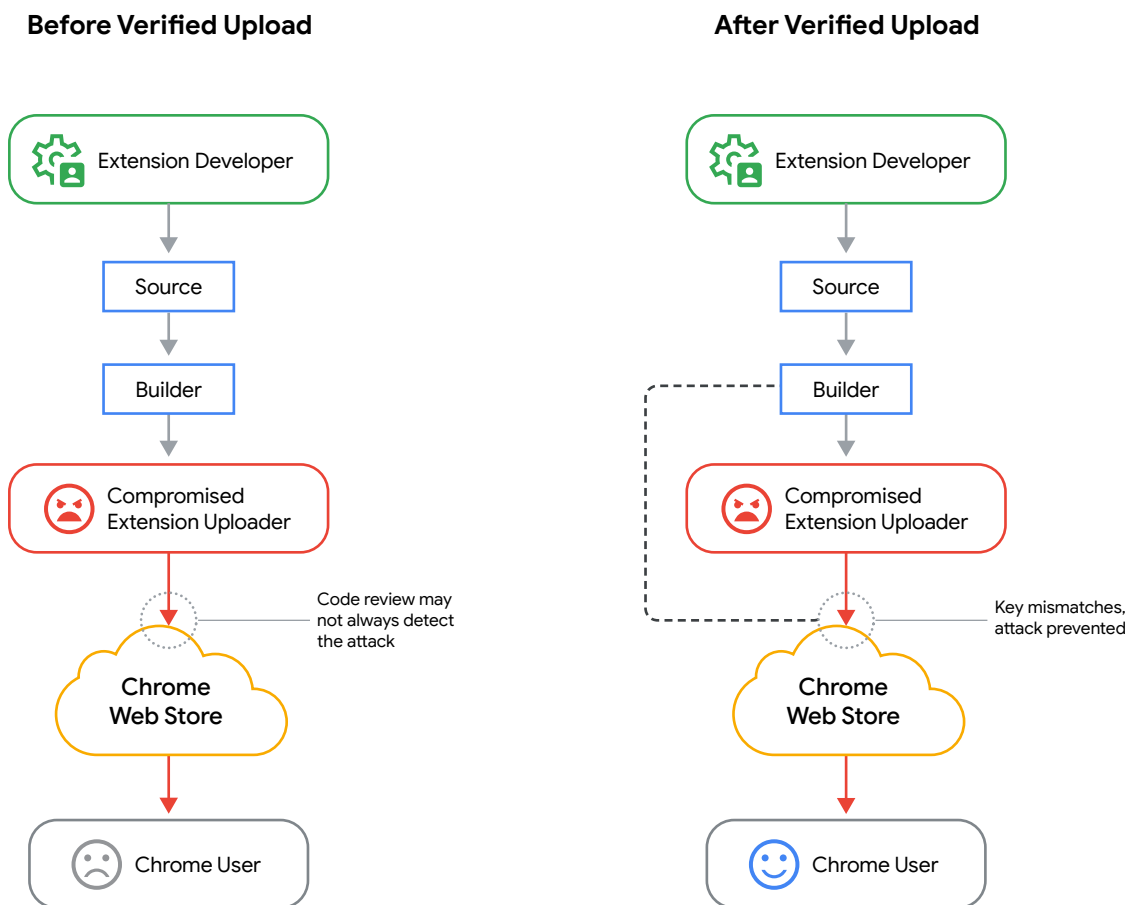 Before Verified Upload
Extension Developer
Source
Builder
Compromised
Extension Uploader
Code review may
not always detect
the attack
Chrome
Web Store
Chrome User
After Verified Upload
Extension Developer
Source
Builder
Compromised
Extension Uploader
Key mismatches,
attack prevented
Chrome
Web Store
Chrome User